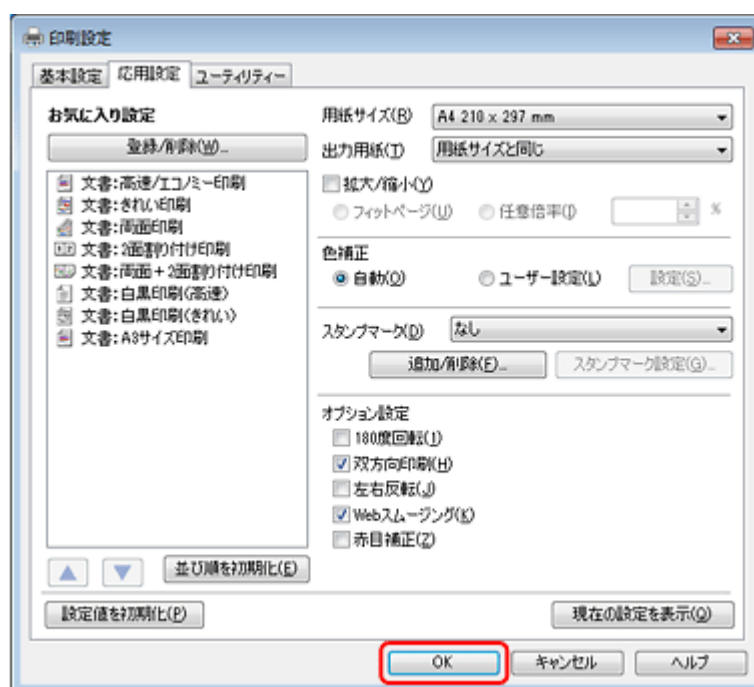 印刷設定
基本設定 応用設定 ユーティリティー
お気に入り設定
登録/削除(W)...
文書:高速/エコノミー印刷
文書:きれい印刷
文書:両面印刷
文書:2面割り付け印刷
文書:両面+2面割り付け印刷
文書:白黒印刷(高速)
文書:白黒印刷(きれい)
文書:A3サイズ印刷
並び順を初期化(E)
用紙サイズ(R) A4 210 x 297 mm
出力用紙(T) 用紙サイズと同じ
拡大/縮小(Y)
フィットページ(U) 任意倍率(I) %
色補正
自動(O) ユーザー設定(L) 設定(S)...
スタンプマーク(D) なし
追加/削除(F)... スタンプマーク設定(G)...
オプション設定
180度回転(1)
双方向印刷(H)
左右反転(J)
Webスムージング(K)
赤目補正(Z)
設定値を初期化(P) 現在の設定を表示(Q)
OK キャンセル ヘルプ